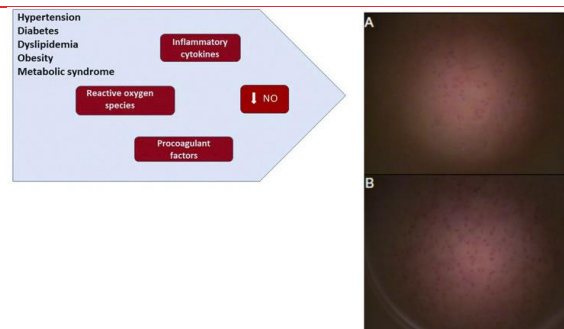 Hypertension
Diabetes
Dyslipidemia
Obesity
Metabolic syndrome
Inflammatory
cytokines
Reactive oxygen
species
↓ NO
Procoagulant
factors
A
B